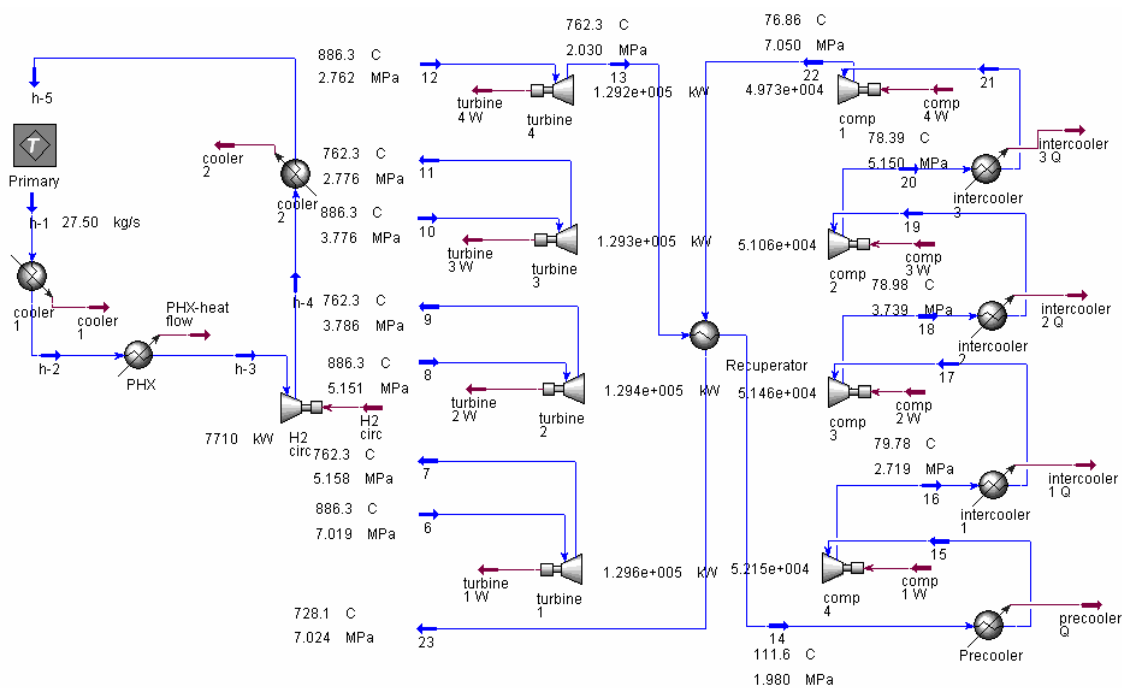 762.3 C
2.030 MPa
76.86 C
7.050 MPa
886.3 C
2.762 MPa
12
13
22
21
h-5
turbine
4 W
turbine
4
1.292e+005 kW
4.973e+004
comp
1
comp
4 W
T
Primary
cooler
2
cooler
2
762.3 C
2.776 MPa
11
78.39 C
5.150 MPa
20
intercooler
3
intercooler
3 Q
h-1
27.50 kg/s
886.3 C
3.776 MPa
10
19
turbine
3 W
turbine
3
1.293e+005 kW
5.106e+004
comp
2
comp
3 W
cooler
1
cooler
1
PHX-heat
flow
h-4
762.3 C
3.786 MPa
9
78.98 C
3.739 MPa
18
intercooler
2
intercooler
2 Q
h-2
PHX
h-3
886.3 C
5.151 MPa
8
Recuperator
17
turbine
2 W
turbine
2
1.294e+005 kW
5.146e+004
comp
3
comp
2 W
7710 kW
H2
circ
H2
circ
762.3 C
5.158 MPa
7
79.78 C
2.719 MPa
16
intercooler
1
intercooler
1 Q
886.3 C
7.019 MPa
6
15
turbine
1 W
turbine
1
1.296e+005 kW
5.215e+004
comp
4
comp
1 W
728.1 C
7.024 MPa
23
14
111.6 C
1.980 MPa
Precooler
precooler
Q